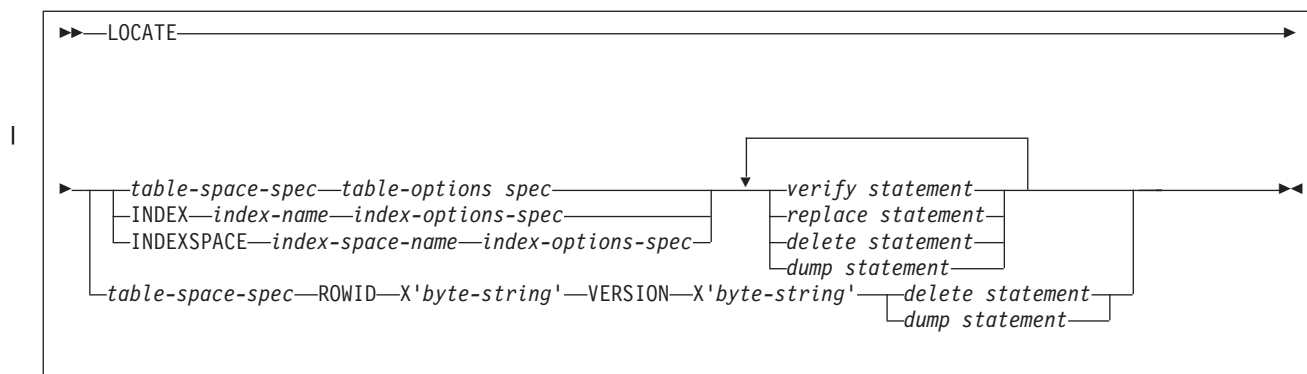 LOCATE
table-space-spec table-options spec verify statement
INDEX index-name index-options-spec replace statement
INDEXSPACE index-space-name index-options-spec delete statement
dump statement
table-space-spec ROWID X'byte-string' VERSION X'byte-string' delete statement
dump statement